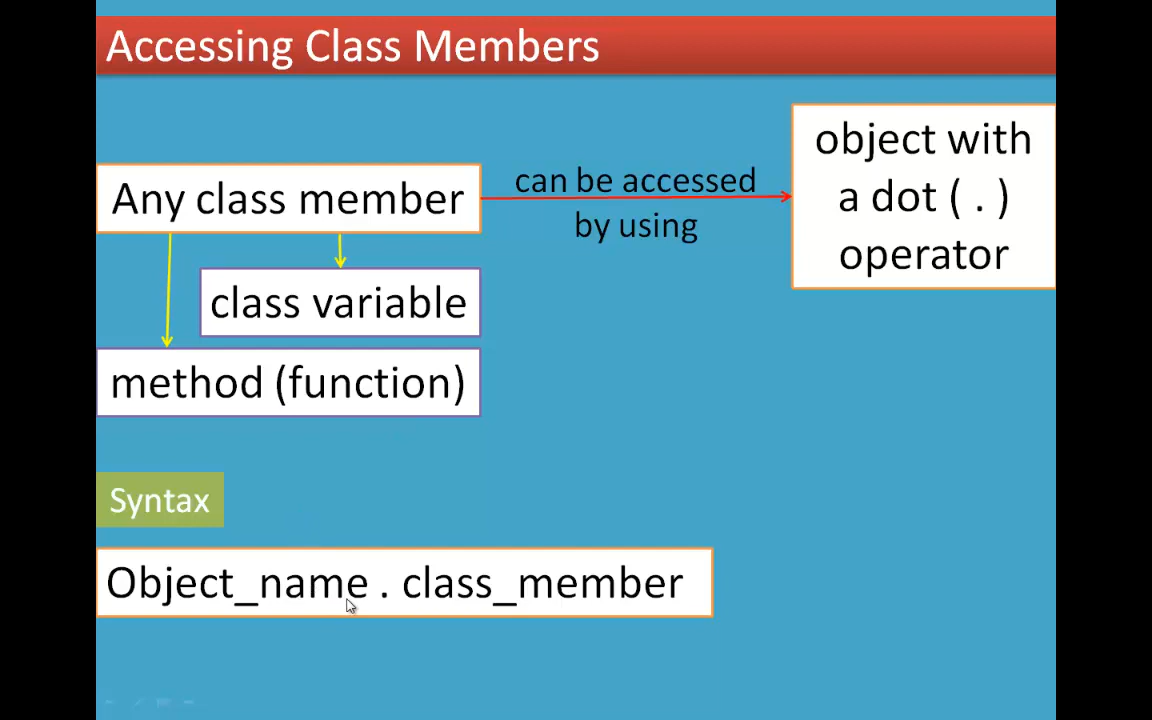 Accessing Class Members
Any class member
can be accessed
by using
object with
a dot ( . )
operator
class variable
method (function)
Syntax
Object_name . class_member